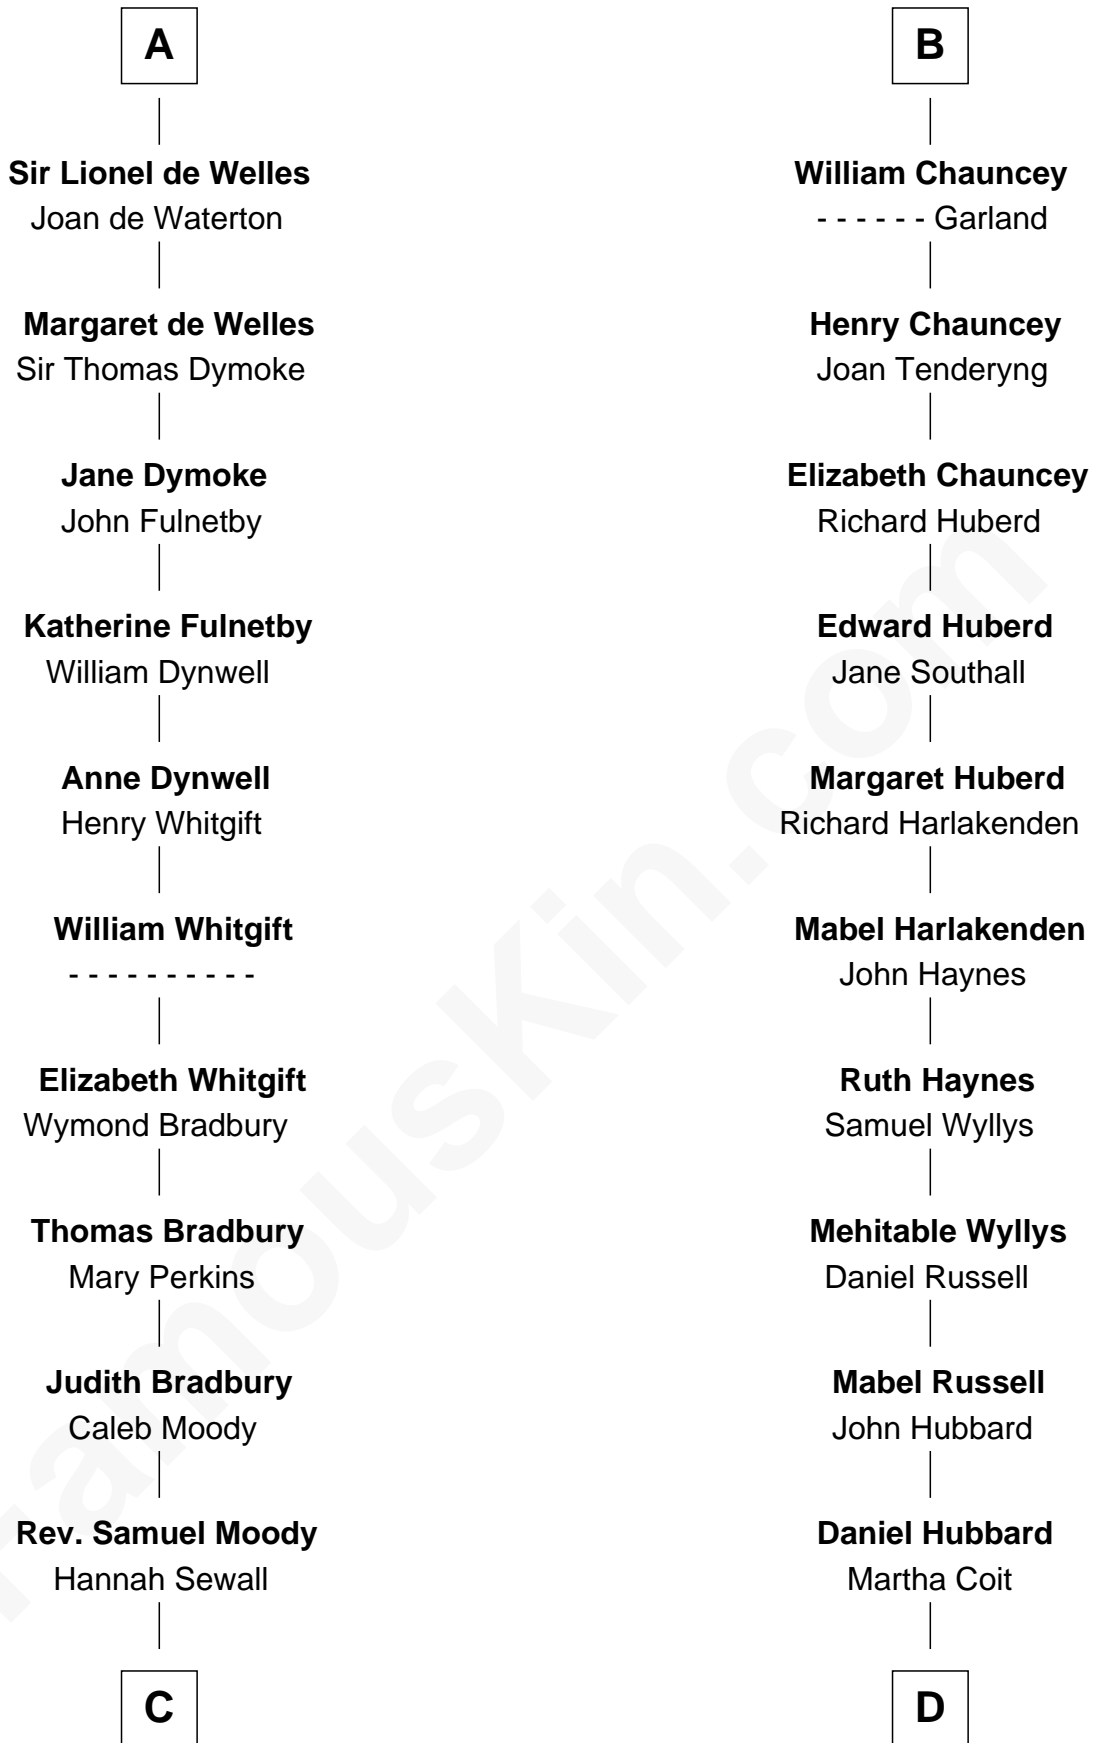 A
Sir Lionel de Welles
Joan de Waterton
Margaret de Welles
Sir Thomas Dymoke
Jane Dymoke
John Fulnetby
Katherine Fulnetby
William Dynwell
Anne Dynwell
Henry Whitgift
William Whitgift
- - - - - - - - - -
Elizabeth Whitgift
Wymond Bradbury
Thomas Bradbury
Mary Perkins
Judith Bradbury
Caleb Moody
Rev. Samuel Moody
Hannah Sewall
C
B
William Chauncey
- - - - - - Garland
Henry Chauncey
Joan Tenderyng
Elizabeth Chauncey
Richard Huberd
Edward Huberd
Jane Southall
Margaret Huberd
Richard Harlakenden
Mabel Harlakenden
John Haynes
Ruth Haynes
Samuel Wyllys
Mehitable Wyllys
Daniel Russell
Mabel Russell
John Hubbard
Daniel Hubbard
Martha Coit
D
FamousKin.com